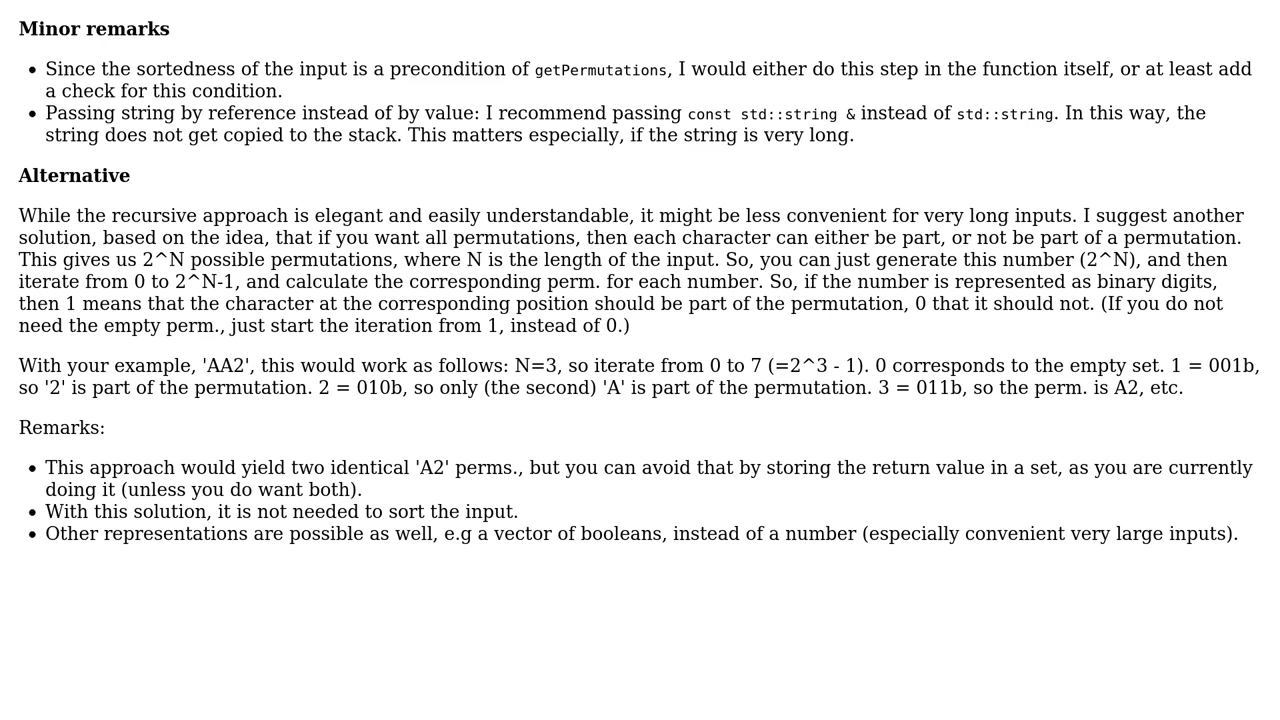 Minor remarks
• Since the sortedness of the input is a precondition of getPermutations, I would either do this step in the function itself, or at least add
a check for this condition.
• Passing string by reference instead of by value: I recommend passing const std::string & instead of std::string. In this way, the
string does not get copied to the stack. This matters especially, if the string is very long.
Alternative
While the recursive approach is elegant and easily understandable, it might be less convenient for very long inputs. I suggest another
solution, based on the idea, that if you want all permutations, then each character can either be part, or not be part of a permutation.
This gives us 2^N possible permutations, where N is the length of the input. So, you can just generate this number (2^N), and then
iterate from 0 to 2^N-1, and calculate the corresponding perm. for each number. So, if the number is represented as binary digits,
then 1 means that the character at the corresponding position should be part of the permutation, 0 that it should not. (If you do not
need the empty perm., just start the iteration from 1, instead of 0.)
With your example, 'AA2', this would work as follows: N=3, so iterate from 0 to 7 (=2^3 - 1). 0 corresponds to the empty set. 1 = 001b,
so '2' is part of the permutation. 2 = 010b, so only (the second) 'A' is part of the permutation. 3 = 011b, so the perm. is A2, etc.
Remarks:
• This approach would yield two identical 'A2' perms., but you can avoid that by storing the return value in a set, as you are currently
doing it (unless you do want both).
• With this solution, it is not needed to sort the input.
• Other representations are possible as well, e.g a vector of booleans, instead of a number (especially convenient very large inputs).